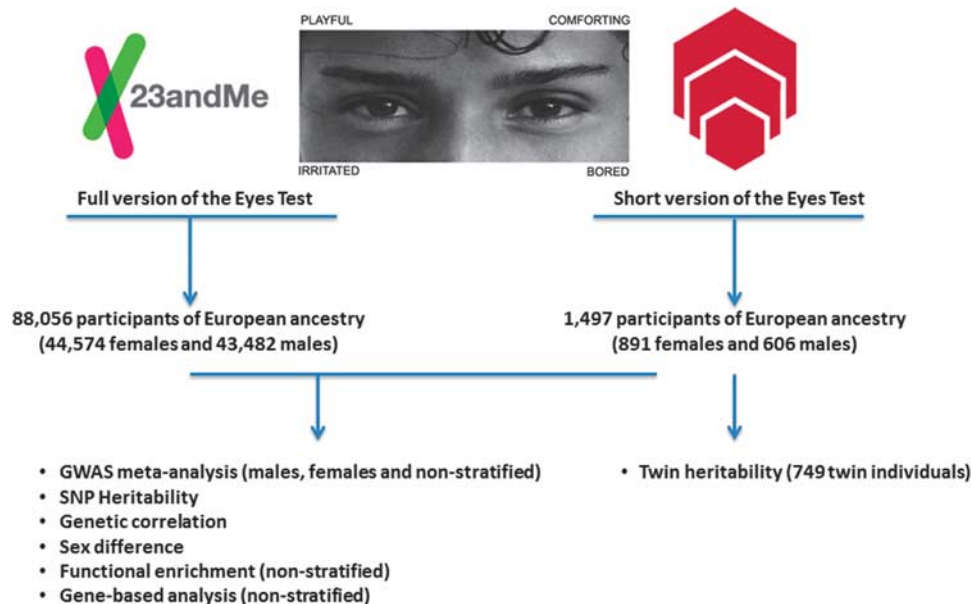 PLAYFUL COMFORTING
23andMe
IRRITATED BORED
Full version of the Eyes Test
Short version of the Eyes Test
88,056 participants of European ancestry
(44,574 females and 43,482 males)
1,497 participants of European ancestry
(891 females and 606 males)
• GWAS meta-analysis (males, females and non-stratified)
• SNP Heritability
• Genetic correlation
• Sex difference
• Functional enrichment (non-stratified)
• Gene-based analysis (non-stratified)
• Twin heritability (749 twin individuals)